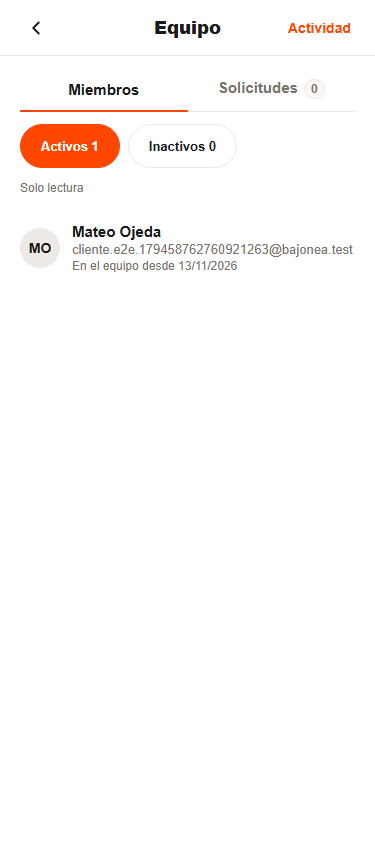 Equipo
Actividad
Miembros
Solicitudes 0
Activos 1
Inactivos 0
Solo lectura
MO
Mateo Ojeda
cliente.e2e.179458762760921263@bajonea.test
En el equipo desde 13/11/2026